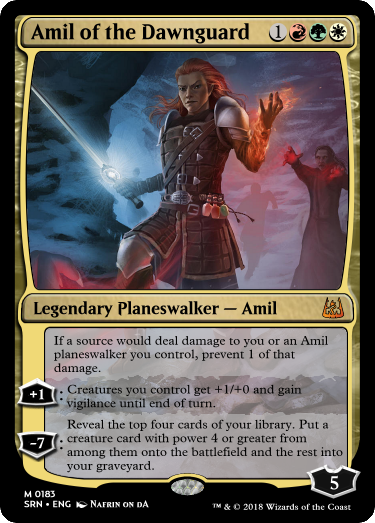 Amil of the Dawnguard 1
Legendary Planeswalker — Amil
If a source would deal damage to you or an Amil
planeswalker you control, prevent 1 of that
damage.
+1: Creatures you control get +1/+0 and gain
vigilance until end of turn.
-7: Reveal the top four cards of your library. Put a
creature card with power 4 or greater from
among them onto the battlefield and the rest into
your graveyard.
5
M 0183
SRN • ENG Nafrin on dA
™ & © 2018 Wizards of the Coast